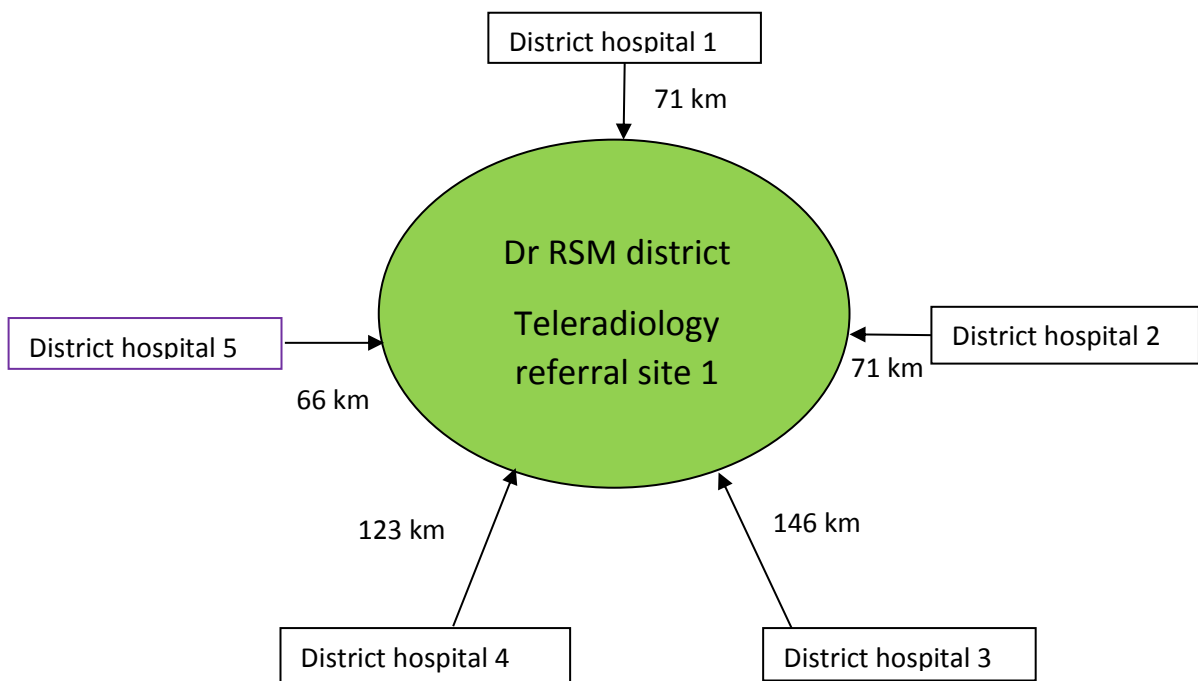 District hospital 1
71 km
Dr RSM district
Teleradiology
referral site 1
District hospital 5
District hospital 2
66 km
71 km
123 km
146 km
District hospital 4
District hospital 3